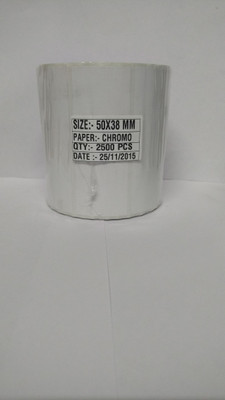 SIZE:- 50X38 MM
PAPER:- CHROMO
QTY:- 2500 PCS
DATE :- 25/11/2015